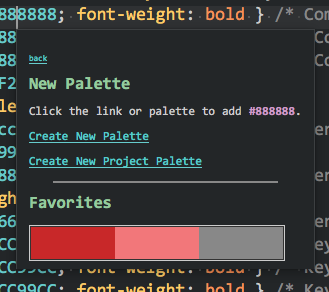 888888; font-weight: bold } /* Com
back
New Palette
Click the link or palette to add #888888.
Create New Palette
Create New Project Palette
Favorites
CC99CC; font-weight: bold } /* Key